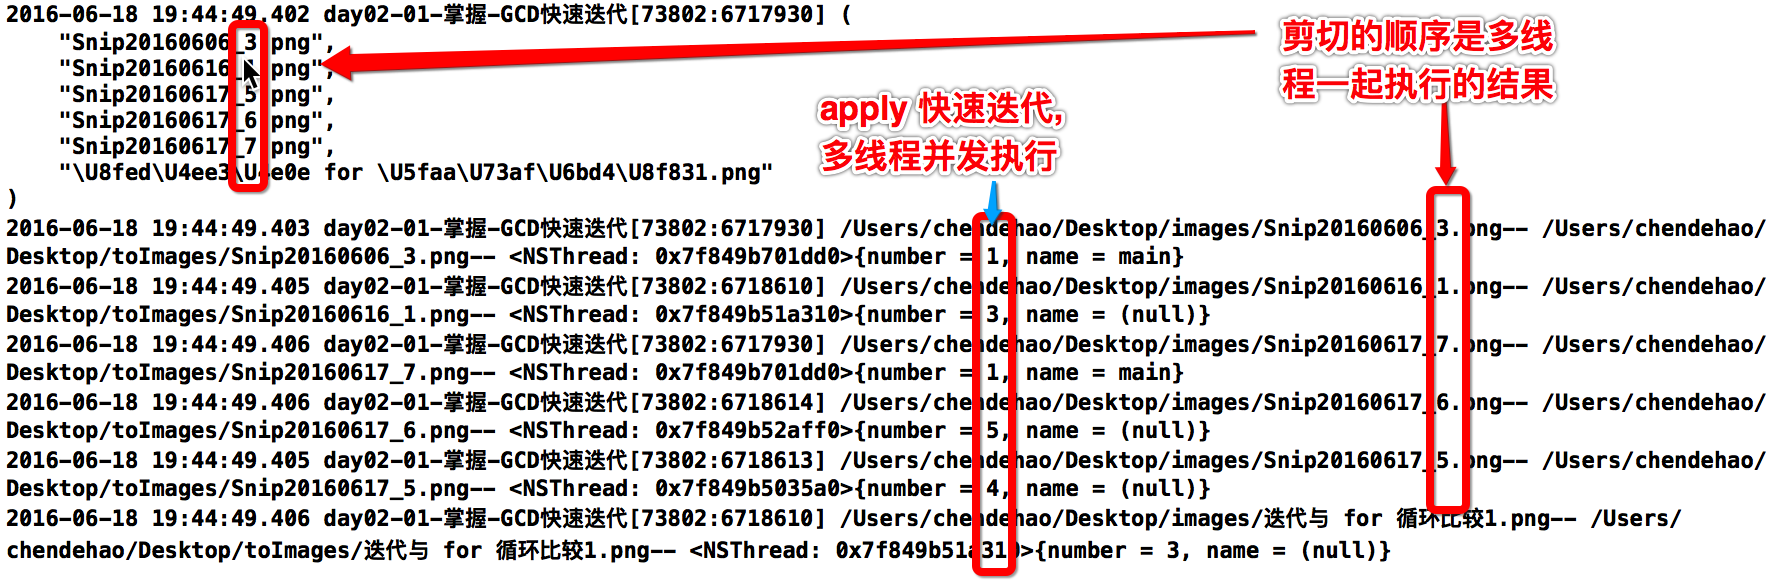 2016-06-18 19:44:49.402 day02-01-掌握-GCD快速迭代[73802:6717930] (
"Snip20160606_3.png",
"Snip20160616_ .png",
"Snip20160617_5.png",
"Snip20160617_6.png",
"Snip20160617_7.png",
"\U8fed\U4ee3\U4e0e for \U5faa\U73af\U6bd4\U8f831.png"
)
剪切的顺序是多线
程一起执行的结果
apply 快速迭代,
多线程并发执行
2016-06-18 19:44:49.403 day02-01-掌握-GCD快速迭代[73802:6717930] /Users/chendehao/Desktop/images/Snip20160606_3.png-- /Users/chendehao/
Desktop/toImages/Snip20160606_3.png-- <NSThread: 0x7f849b701dd0>{number = 1, name = main}
2016-06-18 19:44:49.405 day02-01-掌握-GCD快速迭代[73802:6718610] /Users/chendehao/Desktop/images/Snip20160616_1.png-- /Users/chendehao/
Desktop/toImages/Snip20160616_1.png-- <NSThread: 0x7f849b51a310>{number = 3, name = (null)}
2016-06-18 19:44:49.406 day02-01-掌握-GCD快速迭代[73802:6717930] /Users/chendehao/Desktop/images/Snip20160617_7.png-- /Users/chendehao/
Desktop/toImages/Snip20160617_7.png-- <NSThread: 0x7f849b701dd0>{number = 1, name = main}
2016-06-18 19:44:49.406 day02-01-掌握-GCD快速迭代[73802:6718614] /Users/chendehao/Desktop/images/Snip20160617_6.png-- /Users/chendehao/
Desktop/toImages/Snip20160617_6.png-- <NSThread: 0x7f849b52aff0>{number = 5, name = (null)}
2016-06-18 19:44:49.405 day02-01-掌握-GCD快速迭代[73802:6718613] /Users/chendehao/Desktop/images/Snip20160617_5.png-- /Users/chendehao/
Desktop/toImages/Snip20160617_5.png-- <NSThread: 0x7f849b5035a0>{number = 4, name = (null)}
2016-06-18 19:44:49.406 day02-01-掌握-GCD快速迭代[73802:6718610] /Users/chendehao/Desktop/images/迭代与 for 循环比较1.png-- /Users/
chendehao/Desktop/toImages/迭代与 for 循环比较1.png-- <NSThread: 0x7f849b51a310>{number = 3, name = (null)}